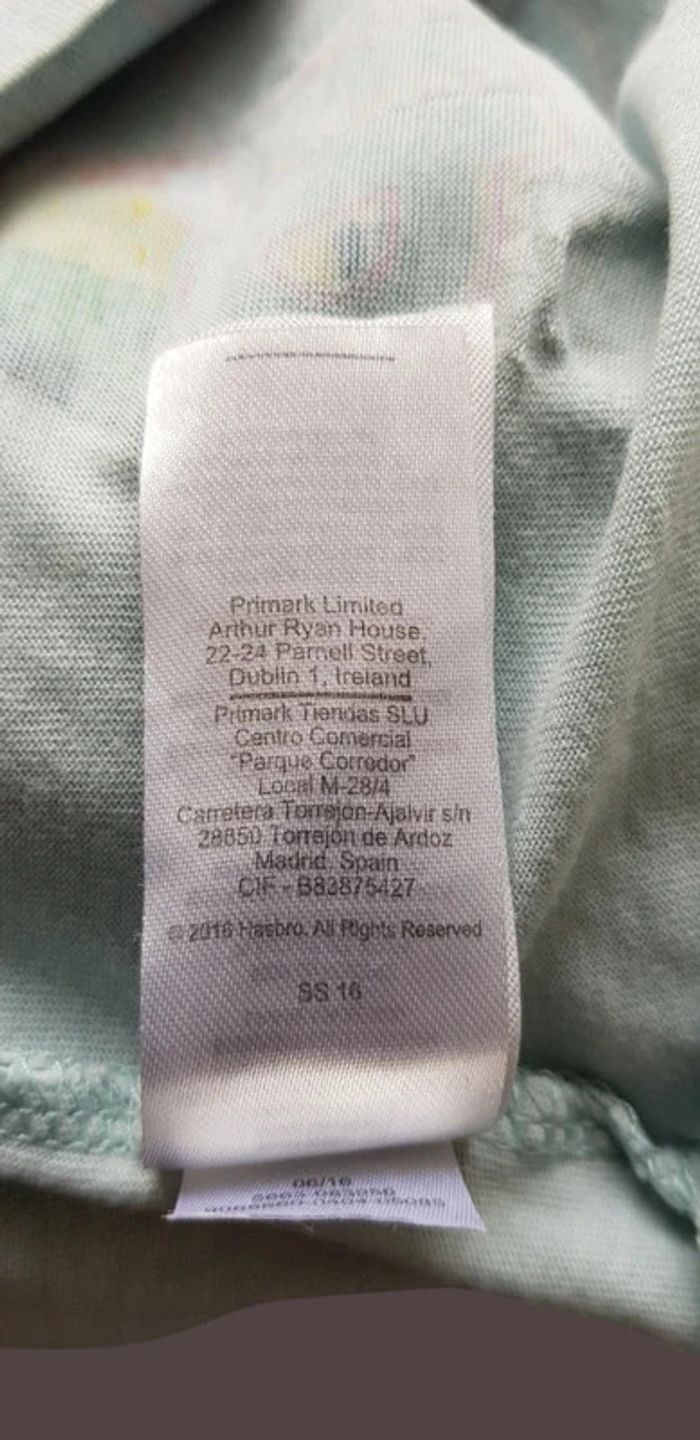 Primark Limited
Arthur Ryan House,
22-24 Parnell Street,
Dublin 1, Ireland
Primark Tiendas SLU
Centro Comercial
"Parque Corredor"
Local M-28/4
Carretera Torrejón-Ajalvir s/n
28850 Torrejón de Ardoz
Madrid, Spain
CIF - B83875427
© 2016 Hasbro. All Rights Reserved
SS 16
06/16